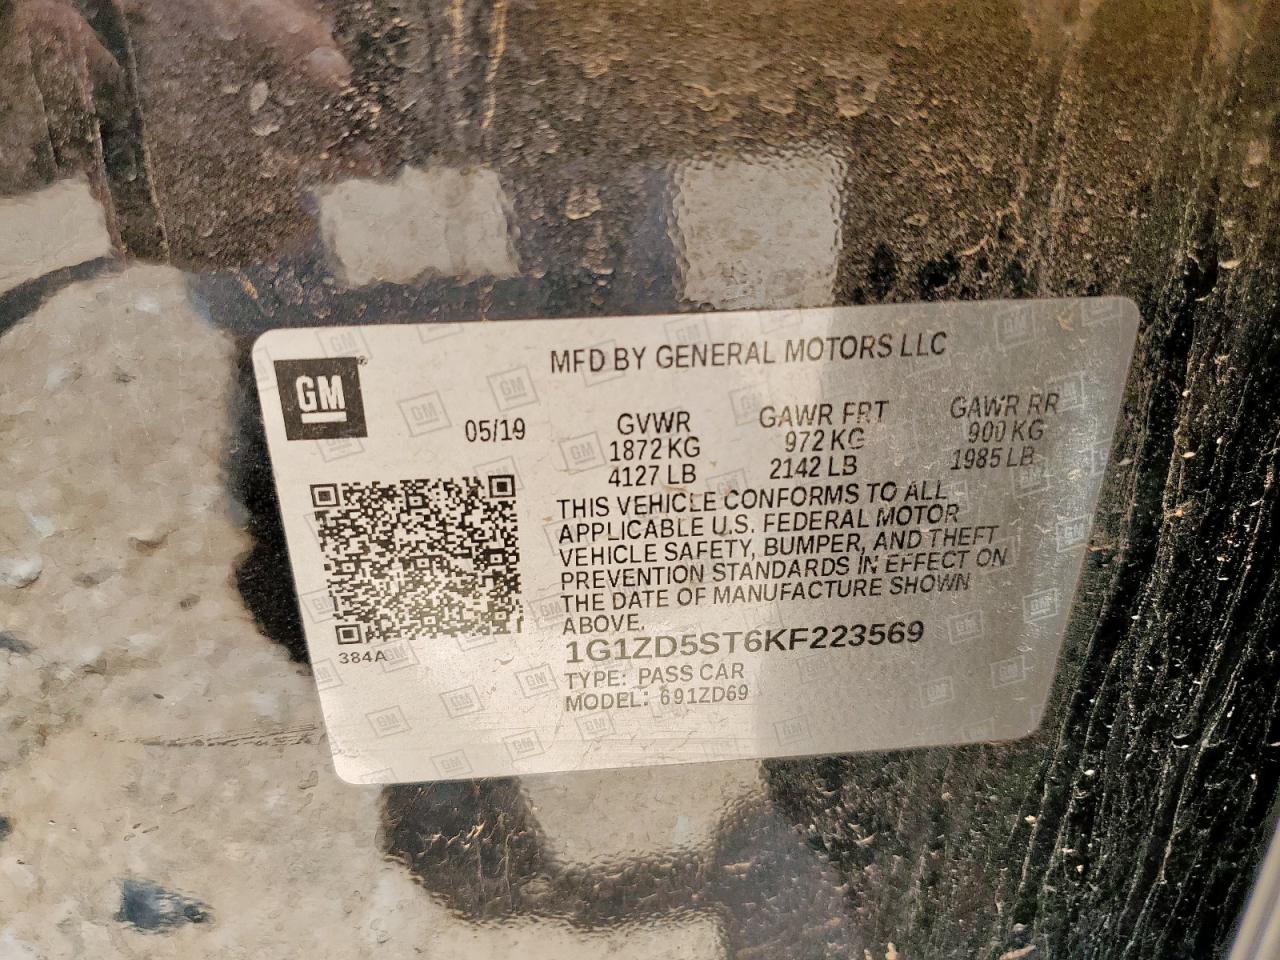 GM®
MFD BY GENERAL MOTORS LLC
05/19
GVWR GAWR FRT GAWR RR
1872 KG 972 KG 900 KG
4127 LB 2142 LB 1985 LB
THIS VEHICLE CONFORMS TO ALL
APPLICABLE U.S. FEDERAL MOTOR
VEHICLE SAFETY, BUMPER, AND THEFT
PREVENTION STANDARDS IN EFFECT ON
THE DATE OF MANUFACTURE SHOWN
ABOVE.
384A
1G1ZD5ST6KF223569
TYPE: PASS CAR
MODEL: 691ZD69